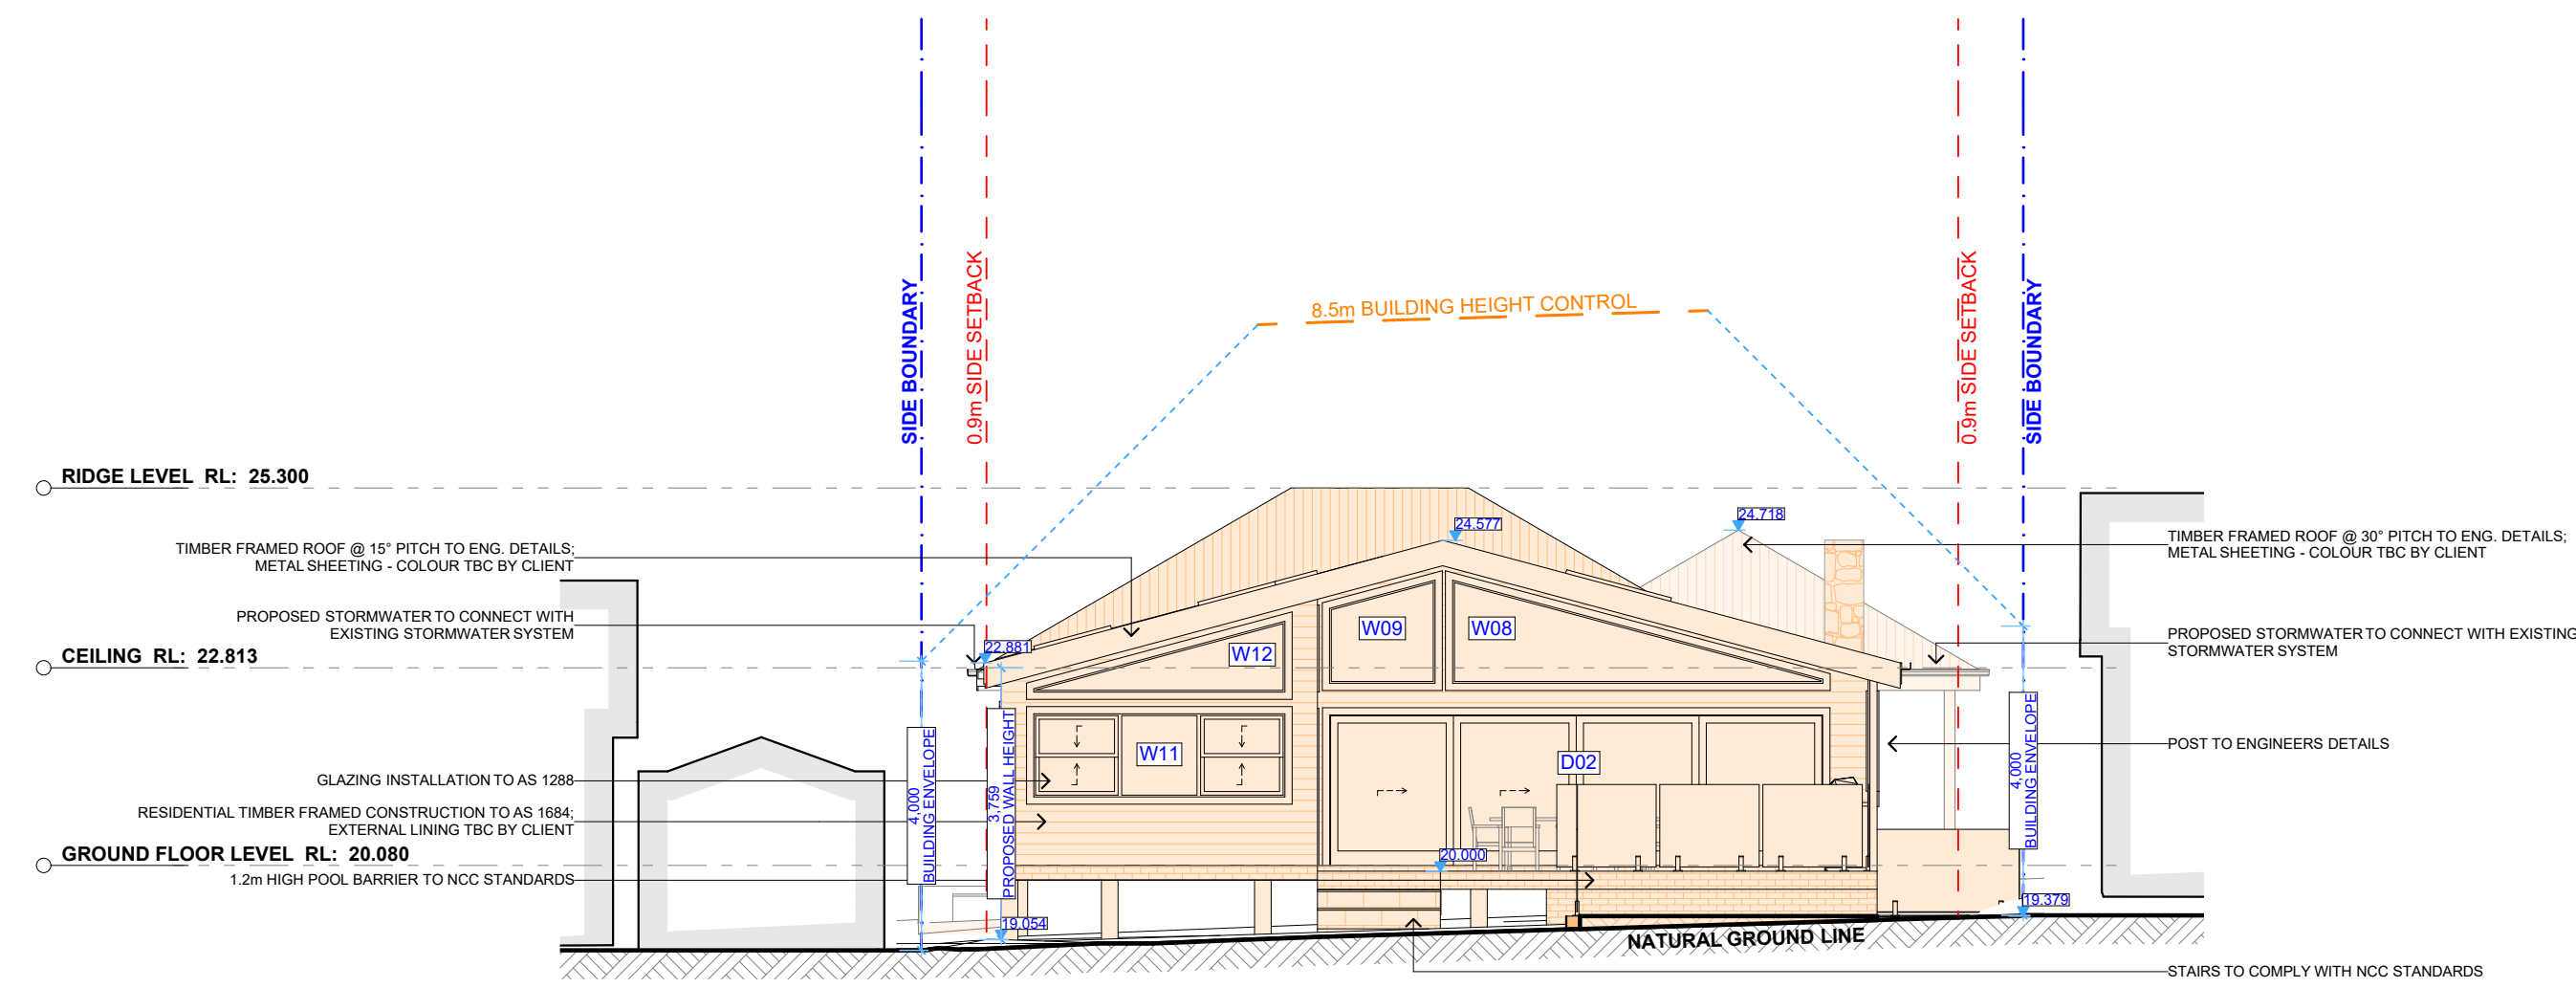 SIDE BOUNDARY
0.9m SIDE SETBACK
8.5m BUILDING HEIGHT CONTROL
0.9m SIDE SETBACK
SIDE BOUNDARY
RIDGE LEVEL RL: 25.300
24.577
24.718
TIMBER FRAMED ROOF @ 15° PITCH TO ENG. DETAILS;
METAL SHEETING - COLOUR TBC BY CLIENT
TIMBER FRAMED ROOF @ 30° PITCH TO ENG. DETAILS;
METAL SHEETING - COLOUR TBC BY CLIENT
PROPOSED STORMWATER TO CONNECT WITH
EXISTING STORMWATER SYSTEM
PROPOSED STORMWATER TO CONNECT WITH EXISTING
STORMWATER SYSTEM
CEILING RL: 22.813
22.881
W12
W09
W08
W11
D02
POST TO ENGINEERS DETAILS
GLAZING INSTALLATION TO AS 1288
RESIDENTIAL TIMBER FRAMED CONSTRUCTION TO AS 1684;
EXTERNAL LINING TBC BY CLIENT
4,000
BUILDING ENVELOPE
3,759
PROPOSED WALL HEIGHT
4,000
BUILDING ENVELOPE
GROUND FLOOR LEVEL RL: 20.080
20.000
1.2m HIGH POOL BARRIER TO NCC STANDARDS
19.054
19.379
NATURAL GROUND LINE
STAIRS TO COMPLY WITH NCC STANDARDS